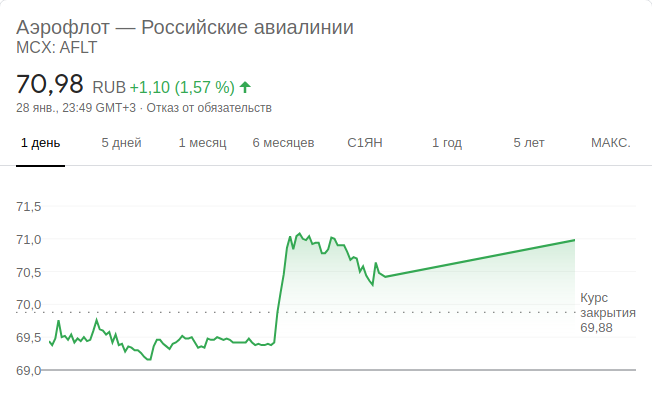 Аэрофлот — Российские авиалинии
MCX: AFLT
70,98 RUB +1,10 (1,57 %)
28 янв., 23:49 GMT+3 · Отказ от обязательств
1 день 5 дней 1 месяц 6 месяцев С1ЯН 1 год 5 лет МАКС.
71,5
71,0
70,5
70,0
69,5
69,0
Курс
закрытия
69,88